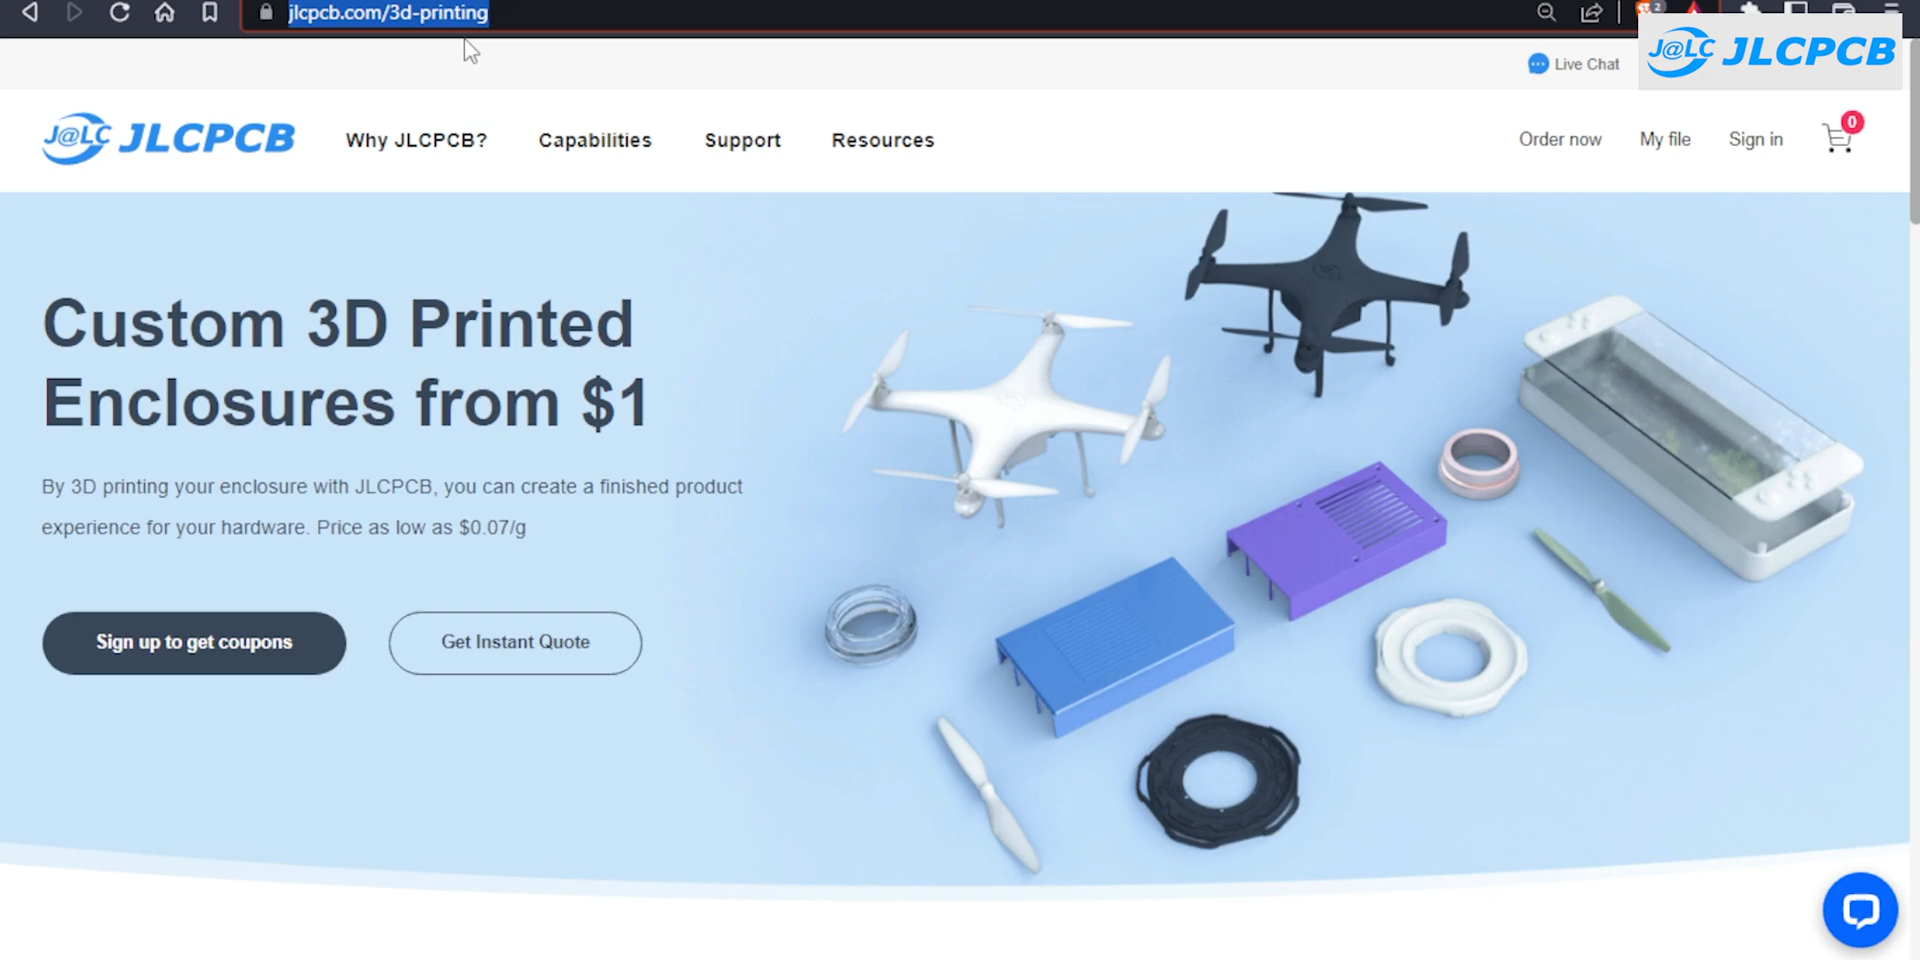 jlcpcb.com/3d-printing
2
Live Chat
J@LC JLCPCB
J@LC JLCPCB
Why JLCPCB?
Capabilities
Support
Resources
Order now
My file
Sign in
0
Custom 3D Printed
Enclosures from $1
By 3D printing your enclosure with JLCPCB, you can create a finished product
experience for your hardware. Price as low as $0.07/g
Sign up to get coupons
Get Instant Quote